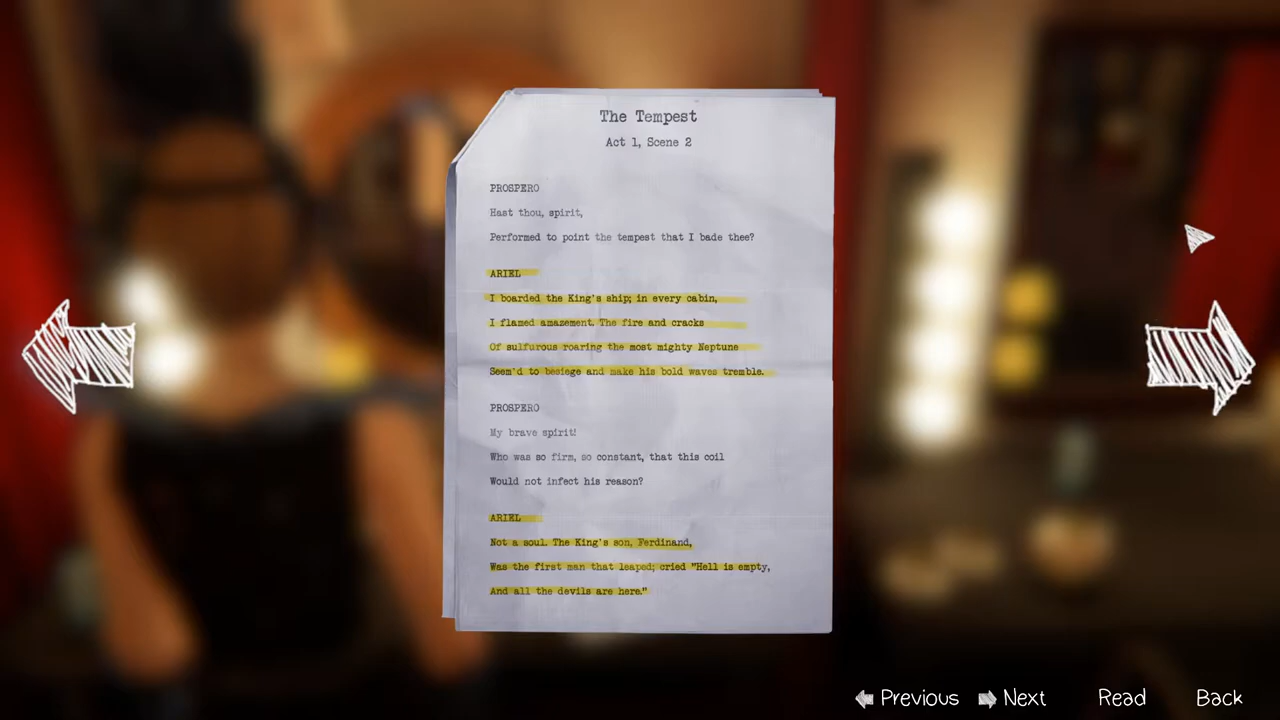 The Tempest
Act 1, Scene 2
PROSPERO
Hast thou, spirit,
Performed to point the tempest that I bade thee?
ARIEL
I boarded the King's ship; in every cabin,
I flamed amazement. The fire and cracks
Of sulfurous roaring the most mighty Neptune
Seem'd to besiege and make his bold waves tremble.
PROSPERO
My brave spirit!
Who was so firm, so constant, that this coil
Would not infect his reason?
ARIEL
Not a soul. The King's son, Ferdinand,
Was the first man that leaped; cried "Hell is empty,
And all the devils are here."
Previous Next Read Back